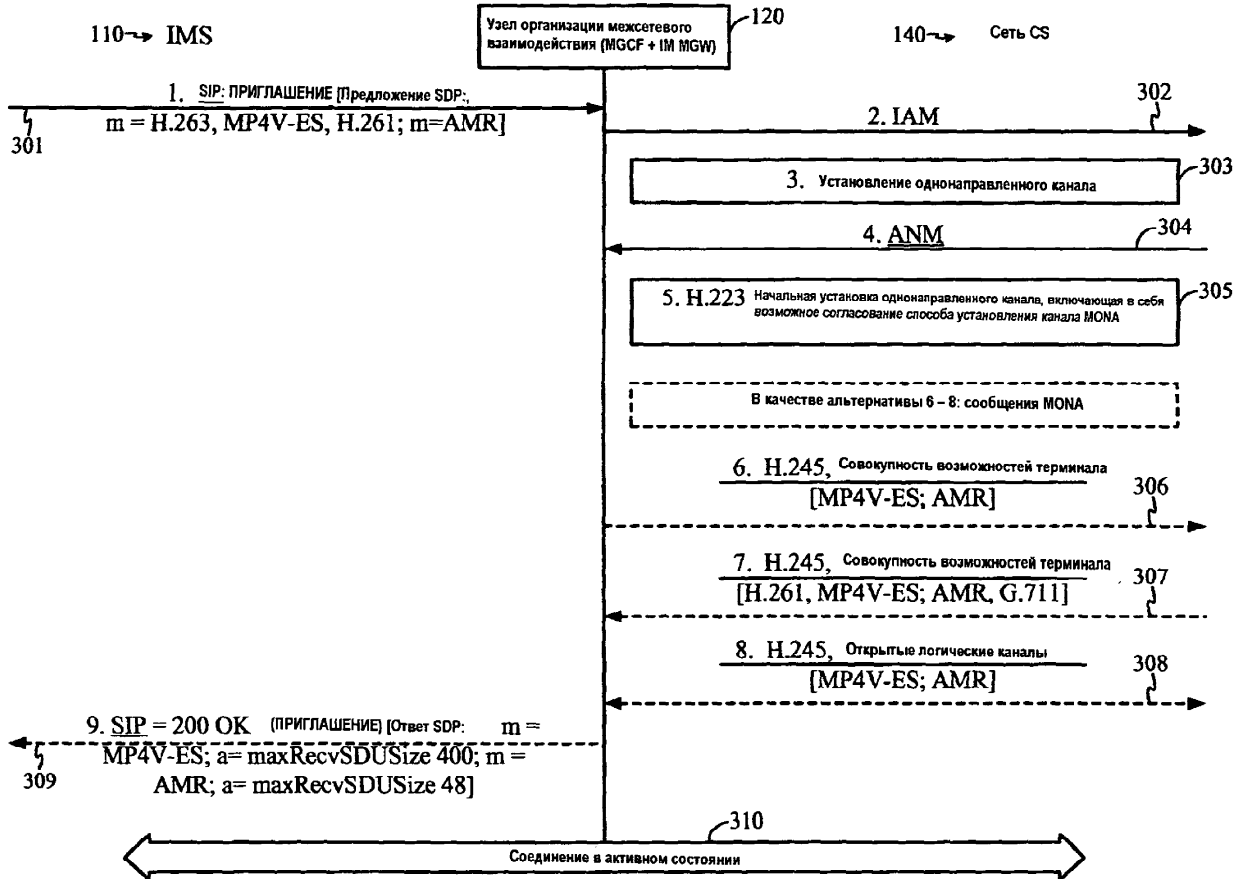 110 IMS
Узел организации межсетевого
взаимодействия (MGCF + IM MGW)
120
140 Сеть CS
1. SIP: ПРИГЛАШЕНИЕ [Предложение SDP:,
m = H.263, MP4V-ES, H.261; m=AMR]
301
2. IAM
302
3. Установление однонаправленного канала
303
4. ANM
304
5. H.223 Начальная установка однонаправленного канала, включающая в себя
возможное согласование способа установления канала MONA
305
В качестве альтернативы 6 – 8: сообщения MONA
6. H.245, Совокупность возможностей терминала
[MP4V-ES; AMR]
306
7. H.245, Совокупность возможностей терминала
[H.261, MP4V-ES; AMR, G.711]
307
8. H.245, Открытые логические каналы
[MP4V-ES; AMR]
308
9. SIP = 200 OK (ПРИГЛАШЕНИЕ) [Ответ SDP: m =
MP4V-ES; a= maxRecvSDUSize 400; m =
AMR; a= maxRecvSDUSize 48]
309
310
Соединение в активном состоянии